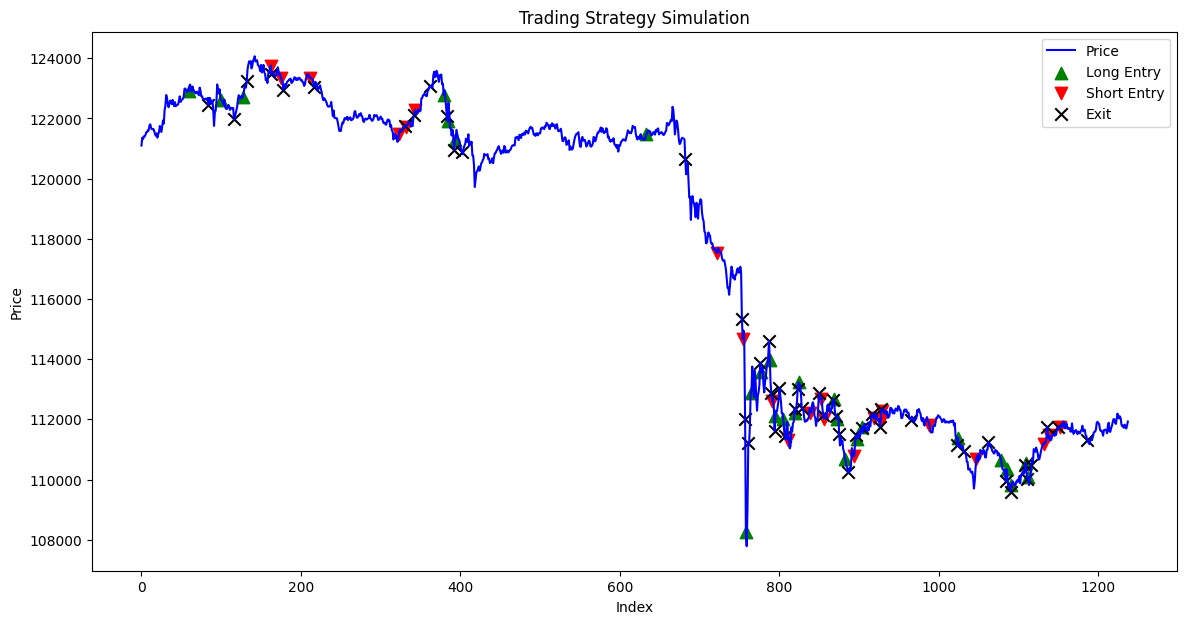 Trading Strategy Simulation
Price
Long Entry
Short Entry
Exit
124000
122000
120000
118000
116000
114000
112000
110000
108000
Price
0
200
400
600
800
1000
1200
Index